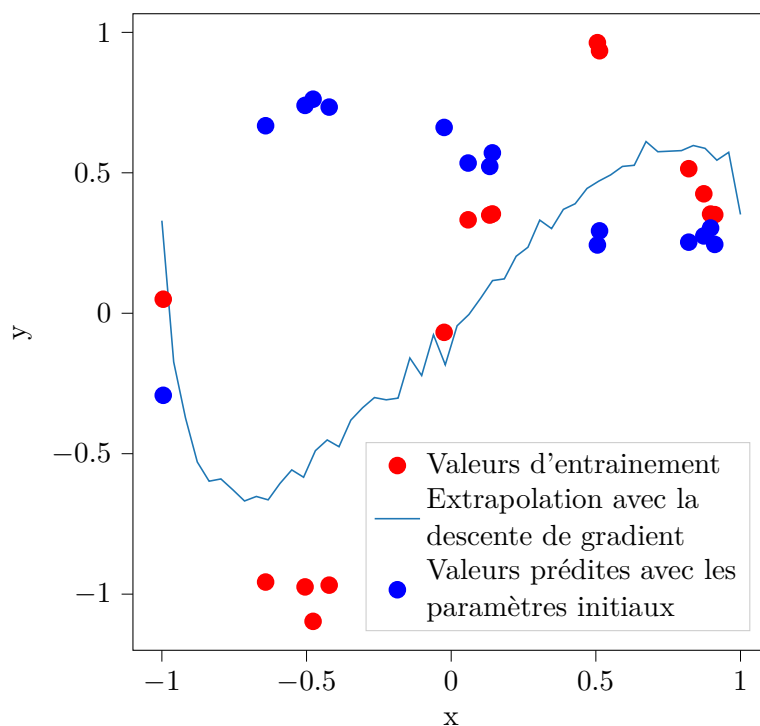 1
0.5
0
−0.5
−1
y
−1
−0.5
0
0.5
1
x
Valeurs d'entrainement
Extrapolation avec la
descente de gradient
Valeurs prédites avec les
paramètres initiaux